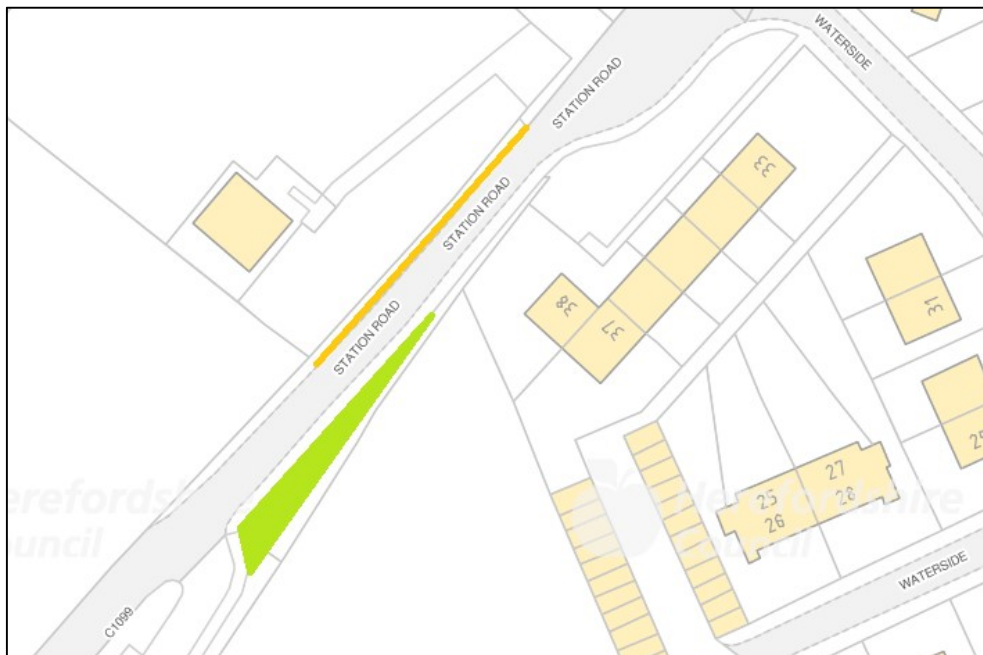 WATERSIDE
STATION ROAD
33
STATION ROAD
38
37
31
STATION ROAD
27
28
25
26
25
Herefordshire
Council
Herefordshire
Council
C1099
WATERSIDE